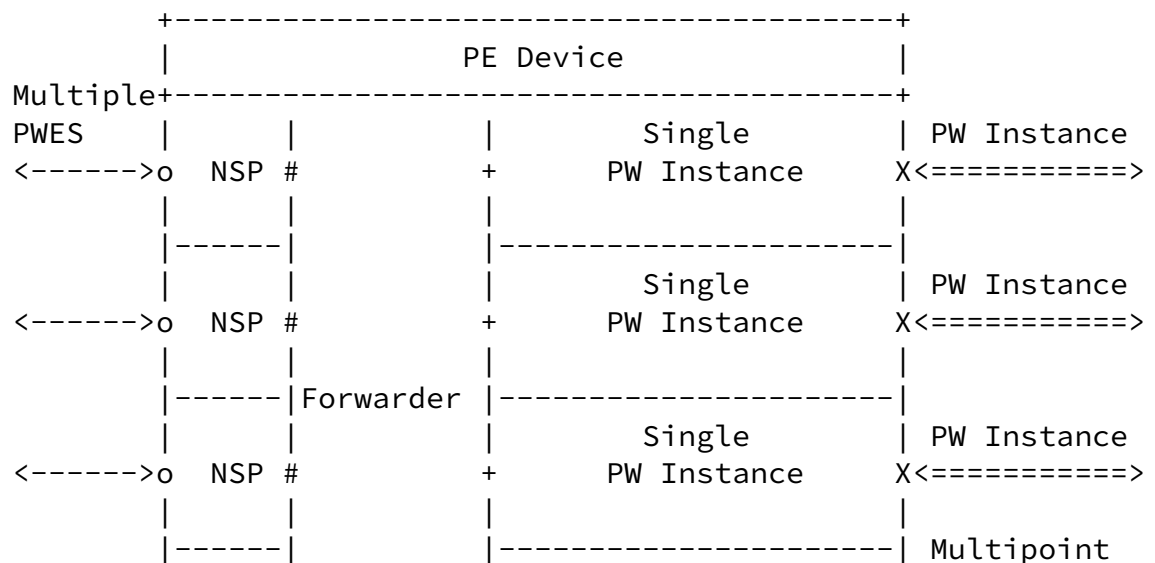 +----------------------------------------+
         |                PE Device               |
Multiple+----------------------------------------+
PWES     |      |          |        Single        | PW Instance
<------>o  NSP #          +      PW Instance     X<===========>
         |      |          |                      |
         |------|          |----------------------|
         |      |          |        Single        | PW Instance
<------>o  NSP #          +      PW Instance     X<===========>
         |      |          |                      |
         |------|Forwarder |----------------------|
         |      |          |        Single        | PW Instance
<------>o  NSP #          +      PW Instance     X<===========>
         |      |          |                      |
         |------|          |----------------------| Multipoint